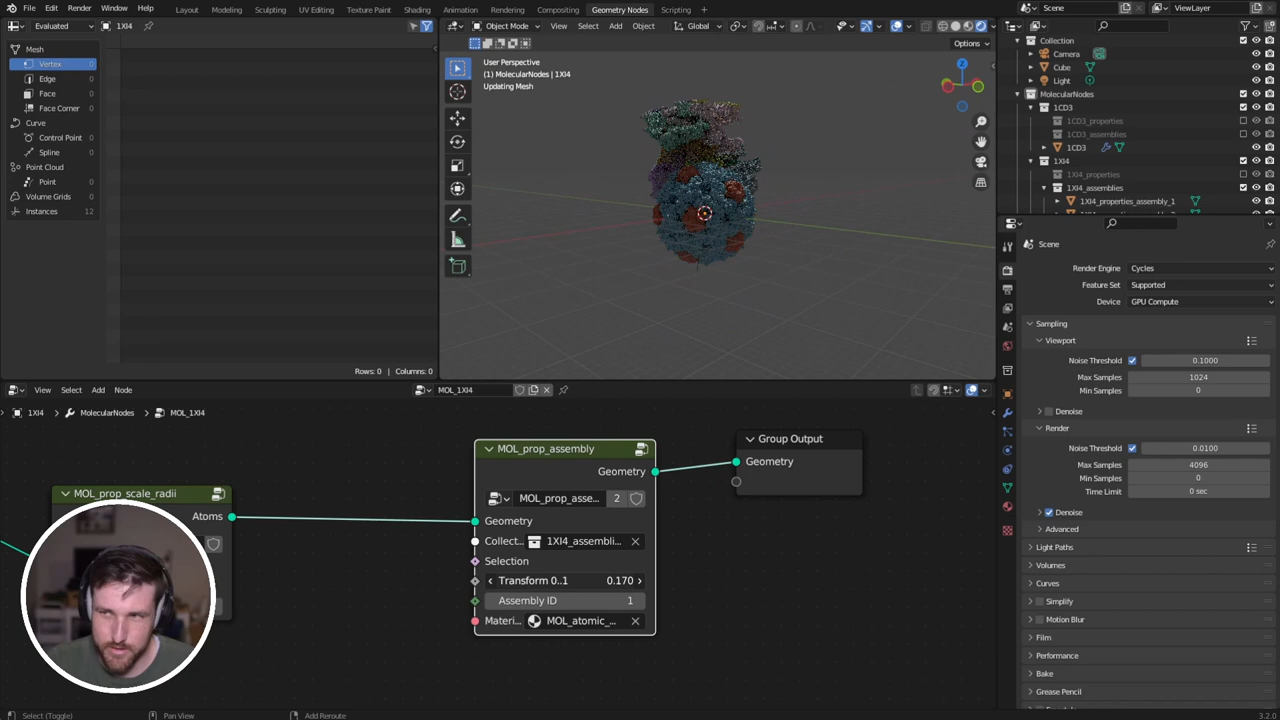 File Edit Render Window Help Layout Modeling Sculpting UV Editing Texture Paint Shading Animation Rendering Compositing Geometry Nodes Scripting Scene ViewLayer
Evaluated 1XI4
Mesh
Vertex 0
Edge 0
Face 0
Face Corner 0
Curve
Control Point 0
Spline 0
Point Cloud
Point 0
Volume Grids 0
Instances 12
Rows: 0 Columns: 0
Object Mode View Select Add Object Global
Options
User Perspective
(1) MolecularNodes | 1XI4
Updating Mesh
Z
Collection
Camera
Cube
Light
MolecularNodes
1CD3
1CD3_properties
1CD3_assemblies
1CD3
1XI4
1XI4_properties
1XI4_assemblies
1XI4_properties_assembly_1
Scene
Render Engine Cycles
Feature Set Supported
Device GPU Compute
Sampling
Viewport
Noise Threshold 0.1000
Max Samples 1024
Min Samples 0
Denoise
Render
Noise Threshold 0.0100
Max Samples 4096
Min Samples 0
Time Limit 0 sec
Denoise
Advanced
Light Paths
Volumes
Curves
Simplify
Motion Blur
Film
Performance
Bake
Grease Pencil
View Select Add Node MOL_1XI4
1XI4 > MolecularNodes > MOL_1XI4
MOL_prop_scale_radii
Atoms
MOL_prop_assembly
Geometry
MOL_prop_asse... 2
Geometry
Collect.. 1XI4_assembli...
Selection
Transform 0..1 0.170
Assembly ID 1
Materi.. MOL_atomic_...
Group Output
Geometry
Select (Toggle) Pan View Add Reroute 3.2.0